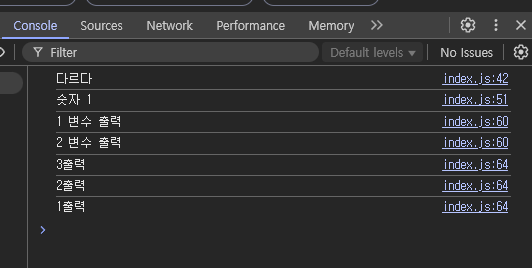 Console Sources Network Performance Memory
Filter Default levels No Issues
다르다 index.js:42
숫자 1 index.js:51
1 변수 출력 index.js:60
2 변수 출력 index.js:60
3출력 index.js:64
2출력 index.js:64
1출력 index.js:64